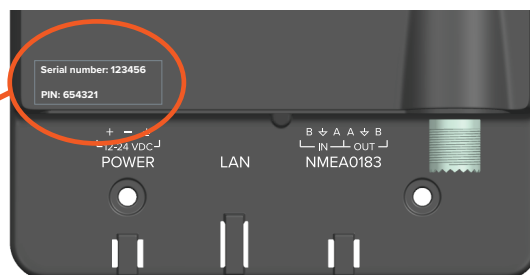 Serial number: 123456
PIN: 654321
+ − ⏚
12-24 VDC
POWER
LAN
B ⏚ A A ⏚ B
IN OUT
NMEA0183